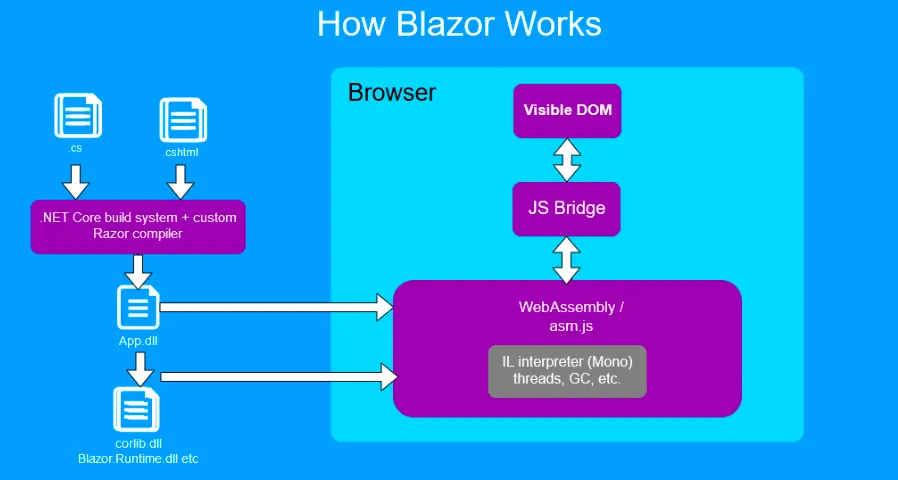 How Blazor Works
.cs
.cshtml
.NET Core build system + custom
Razor compiler
App.dll
corlib.dll
Blazor.Runtime.dll etc
Browser
Visible DOM
JS Bridge
WebAssembly /
asm.js
IL interpreter (Mono)
threads, GC, etc.